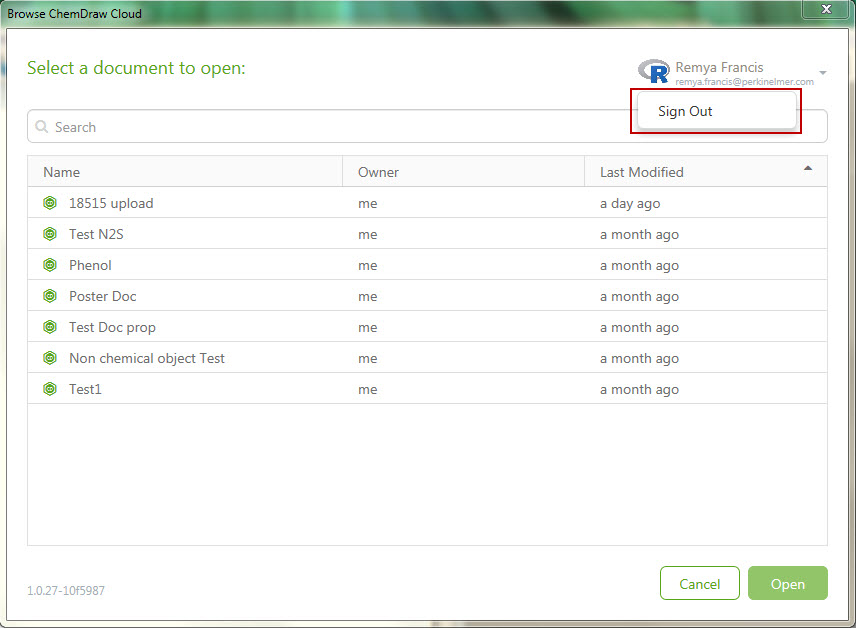 Browse ChemDraw Cloud
Select a document to open:
Remya Francis
remya.francis@perkinelmer.com
Sign Out
Search
Name Owner Last Modified
18515 upload me a day ago
Test N2S me a month ago
Phenol me a month ago
Poster Doc me a month ago
Test Doc prop me a month ago
Non chemical object Test me a month ago
Test1 me a month ago
1.0.27-10f5987
Cancel Open